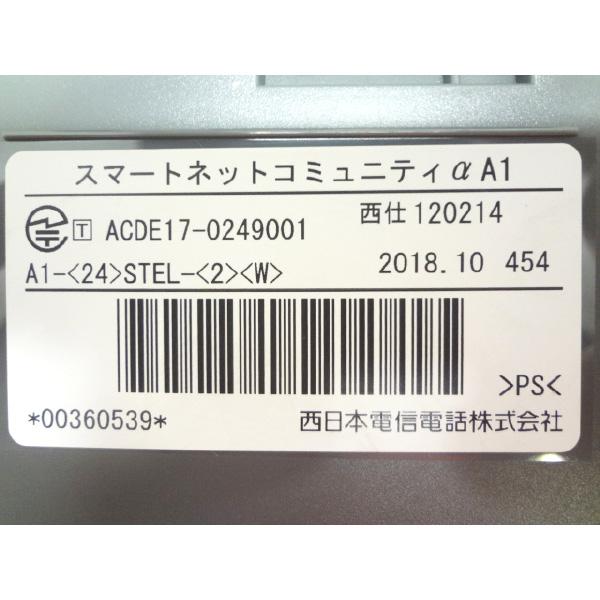 スマートネットコミュニティα A1
T ACDE17-0249001 西仕 120214
A1-<24>STEL-<2><W> 2018.10 454
>PS<
*00360539* 西日本電信電話株式会社